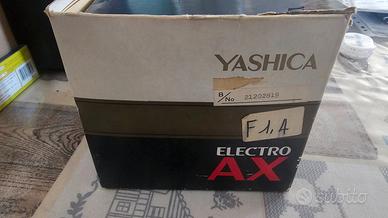 YASHICA
B/No 21202819
F1,4
ELECTRO
AX
subito